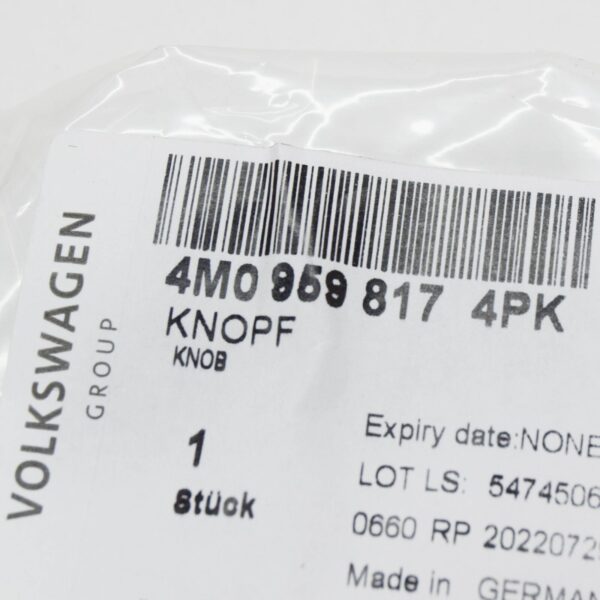 VOLKSWAGEN
GROUP
4M0 959 817 4PK
KNOPF
KNOB
1
Stück
Expiry date:NONE
LOT LS: 5474506
0660 RP 2022072
Made in GERMAN